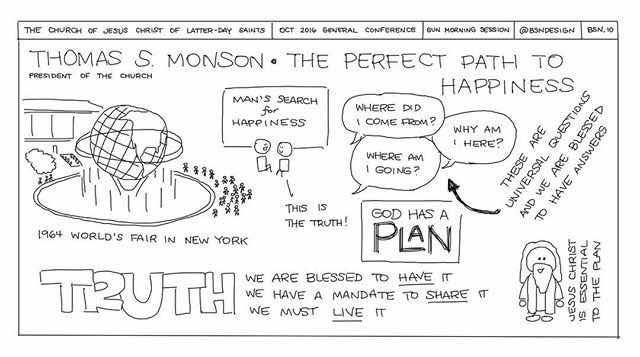 THE CHURCH OF JESUS CHRIST OF LATTER-DAY SAINTS
OCT 2016 GENERAL CONFERENCE
SUN MORNING SESSION
@BSNDESIGN
BSN.10
THOMAS S. MONSON • THE PERFECT PATH TO
HAPPINESS
PRESIDENT OF THE CHURCH
1964 WORLD'S FAIR IN NEW YORK
MAN'S SEARCH
for
HAPPINESS
THIS IS
THE TRUTH!
WHERE DID
I COME FROM?
WHY AM
I HERE?
WHERE AM
I GOING?
THESE ARE
UNIVERSAL QUESTIONS
AND WE ARE BLESSED
TO HAVE ANSWERS
GOD HAS A
PLAN
TRUTH
WE ARE BLESSED TO HAVE IT
WE HAVE A MANDATE TO SHARE IT
WE MUST LIVE IT
JESUS CHRIST
IS ESSENTIAL
TO THE PLAN